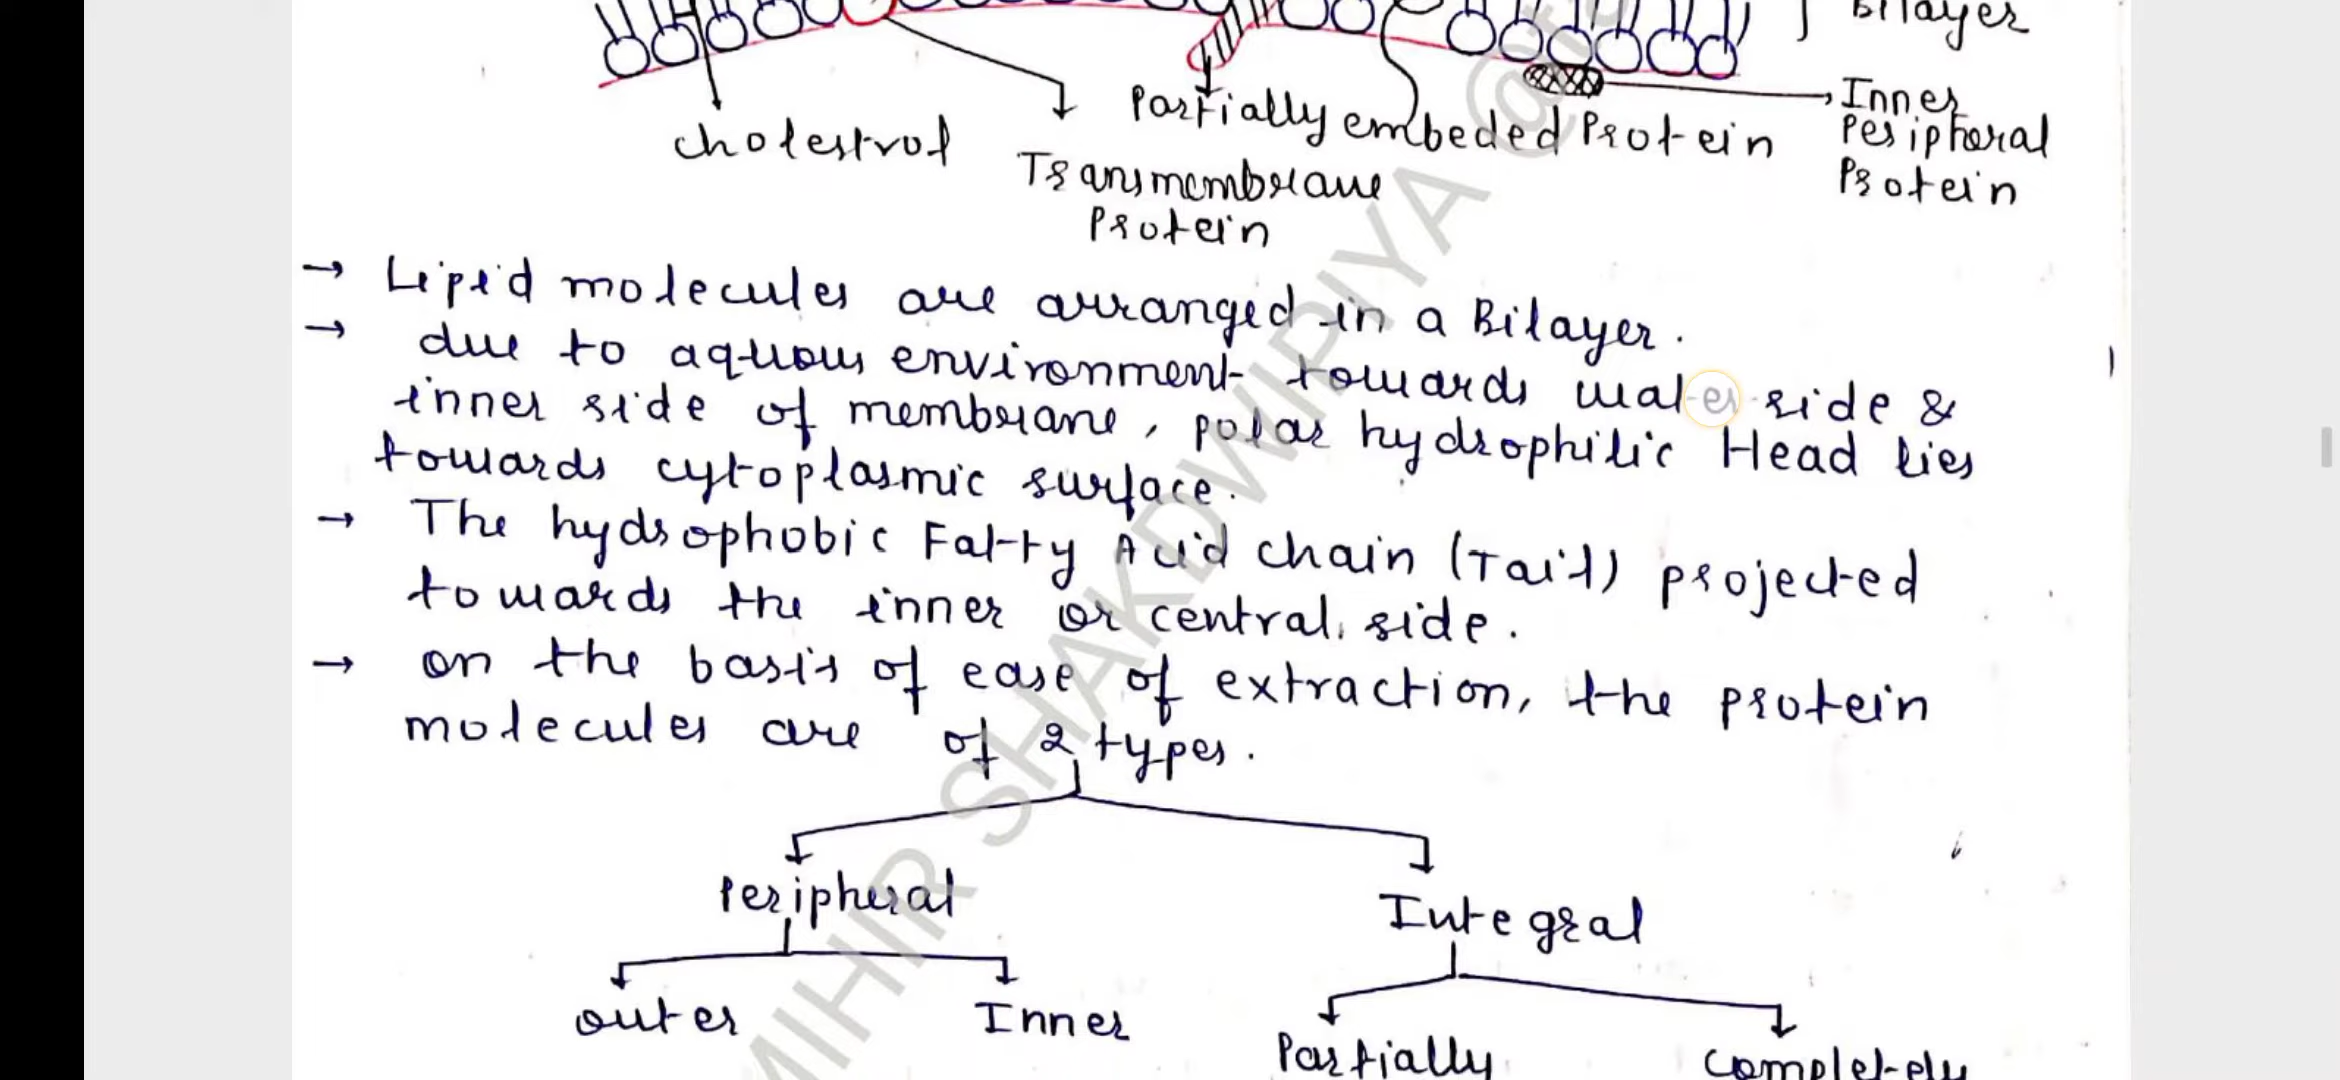 Bilayer
cholestrol
Partially embeded Protein
Transmembrane
Protein
Inner
Peripheral
Protein
→ Lipid molecules are arranged in a Bilayer.
→ due to aquous environment towards water side &
inner side of membrane, polar hydrophilic Head lies
towards cytoplasmic surface.
→ The hydrophobic Fatty Acid chain (Tail) projected
towards the inner or central side.
→ on the basis of ease of extraction, the protein
molecules are of 2 types.
Peripheral
Integral
outer
Inner
Partially
completely
MIHIR SHAKDWIPIYA